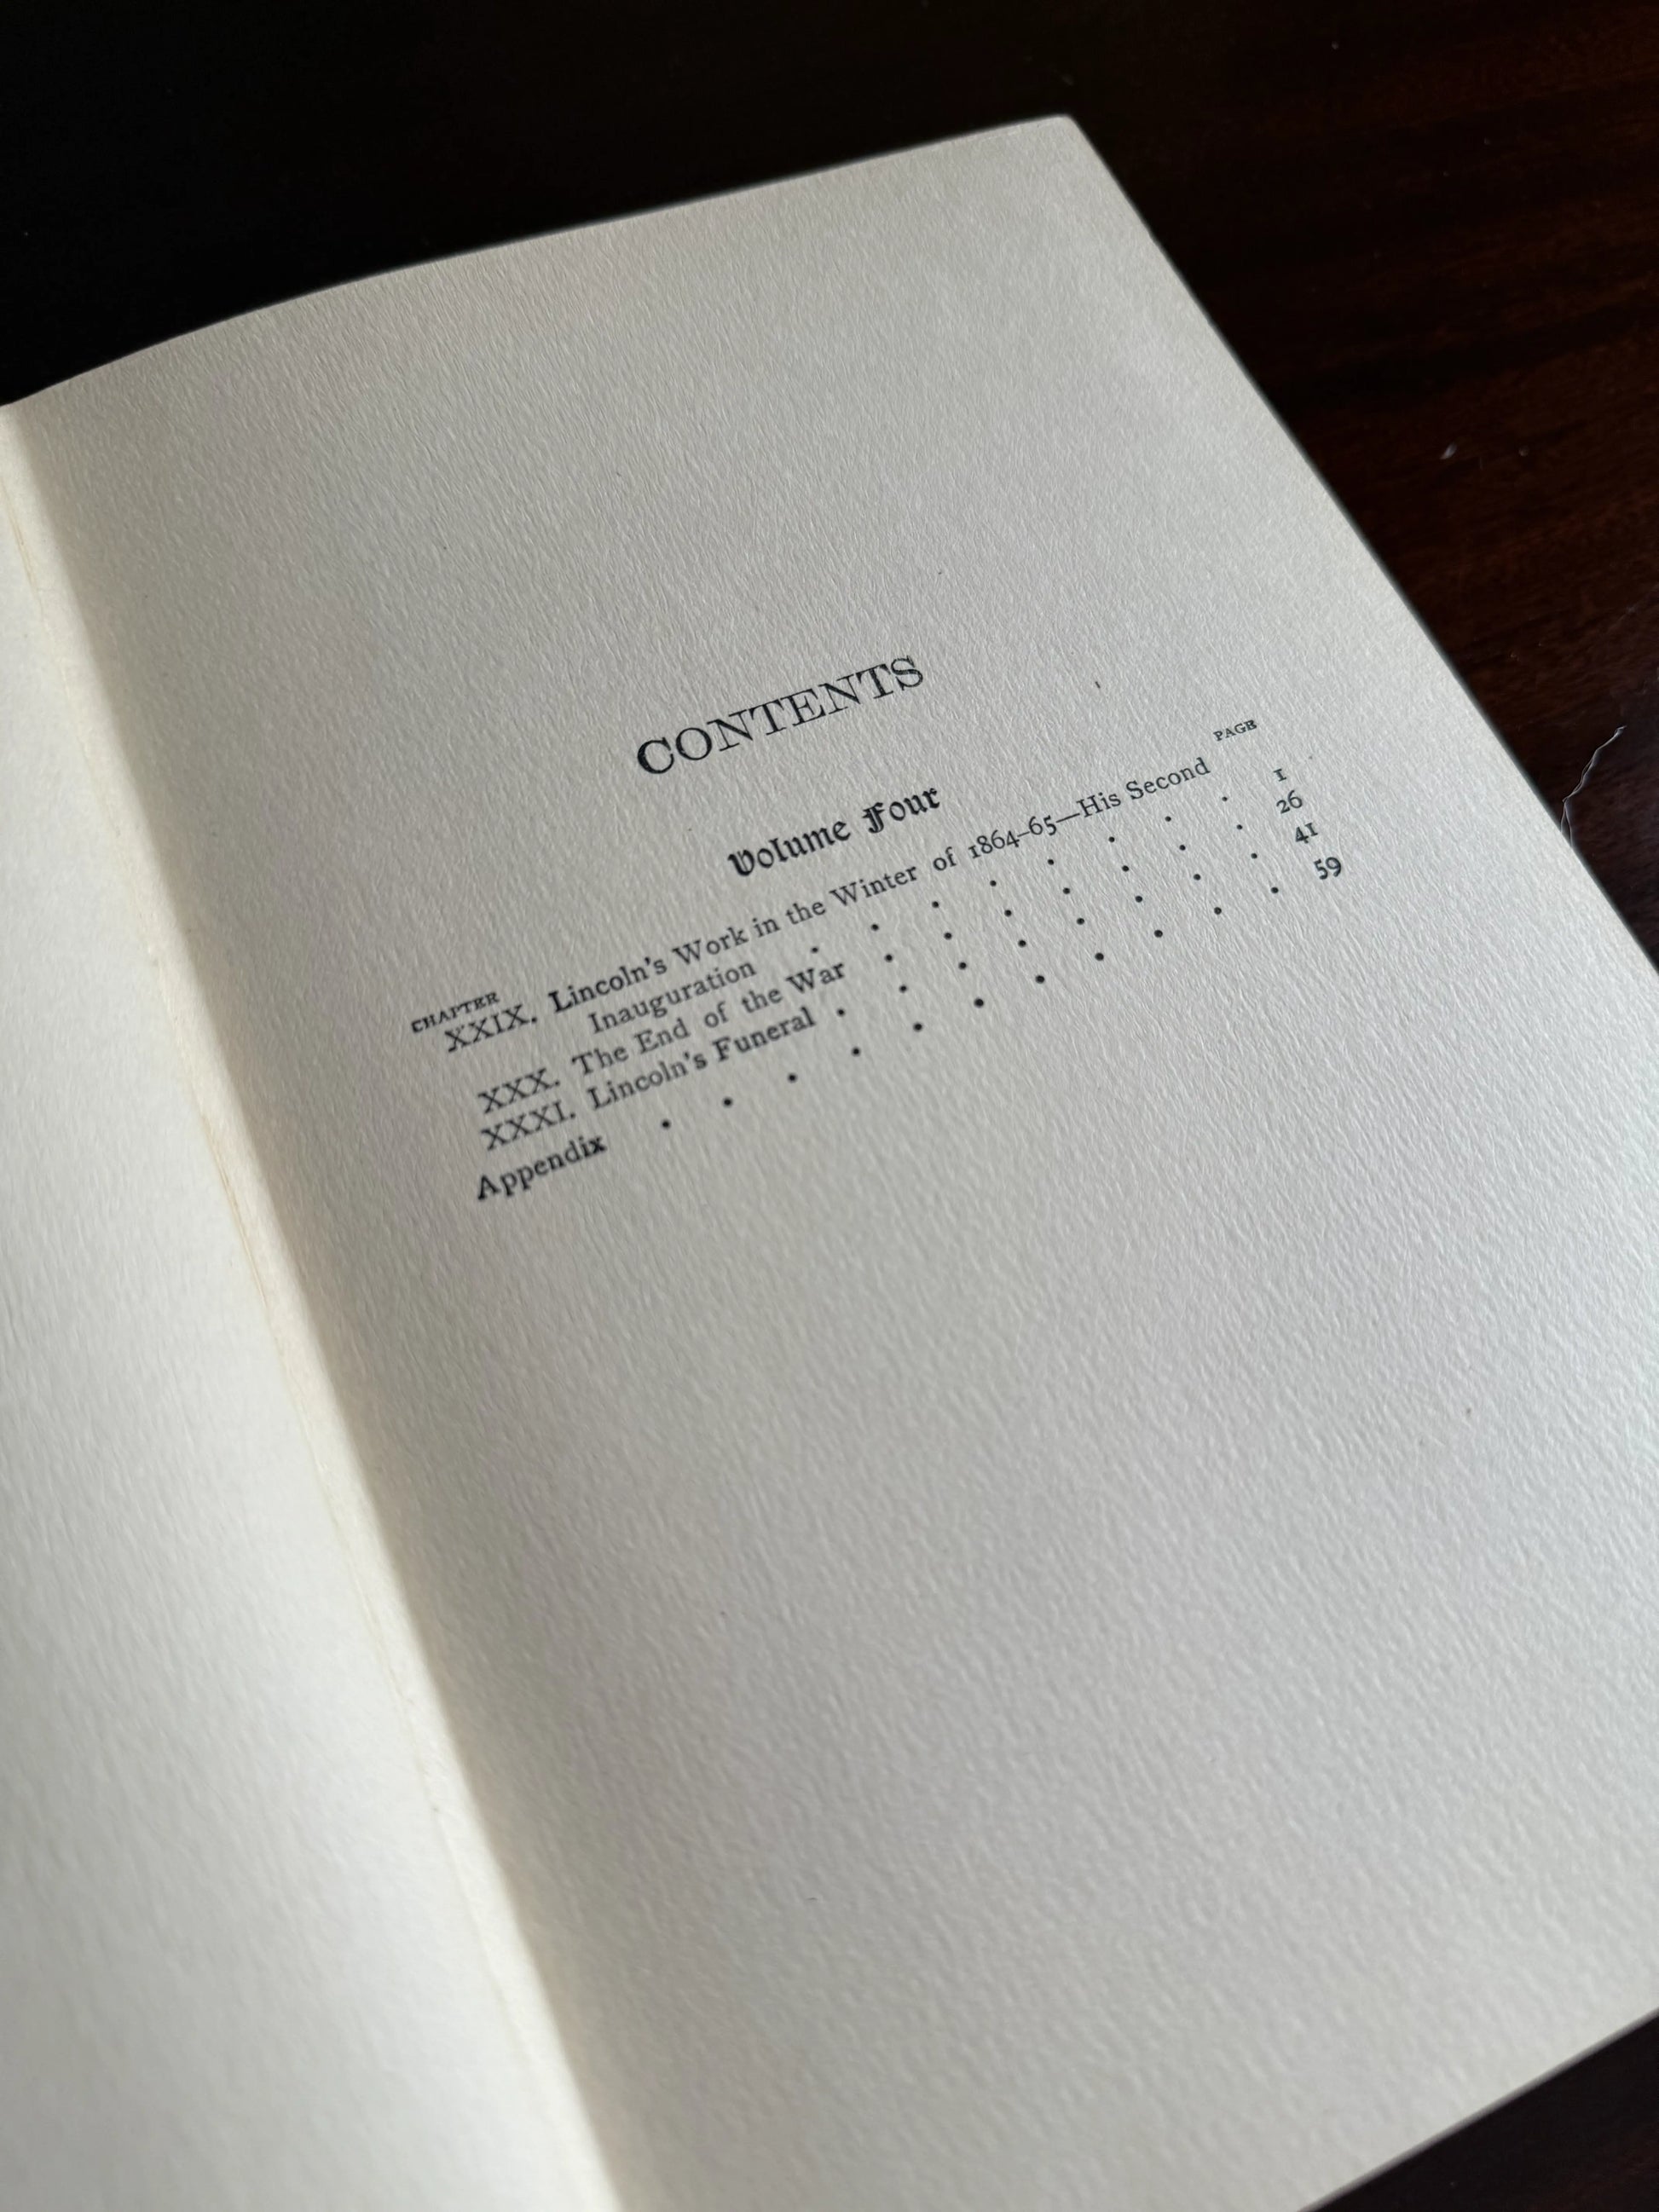 CONTENTS
Volume Four
CHAPTER PAGE
XXIX. Lincoln's Work in the Winter of 1864–65—His Second
Inauguration . . . . . . . . 1
XXX. The End of the War . . . . . . . 26
XXXI. Lincoln's Funeral . . . . . . . . 41
Appendix . . . . . . . . . . . 59